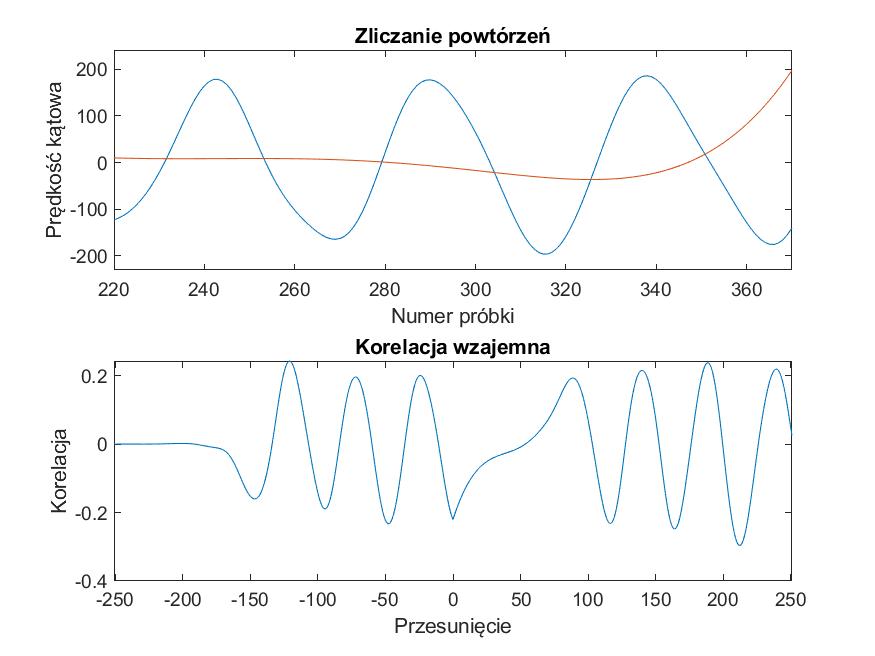 Zliczanie powtórzeń
Prędkość kątowa
200
100
0
-100
-200
220 240 260 280 300 320 340 360
Numer próbki
Korelacja wzajemna
Korelacja
0.2
0
-0.2
-0.4
-250 -200 -150 -100 -50 0 50 100 150 200 250
Przesunięcie